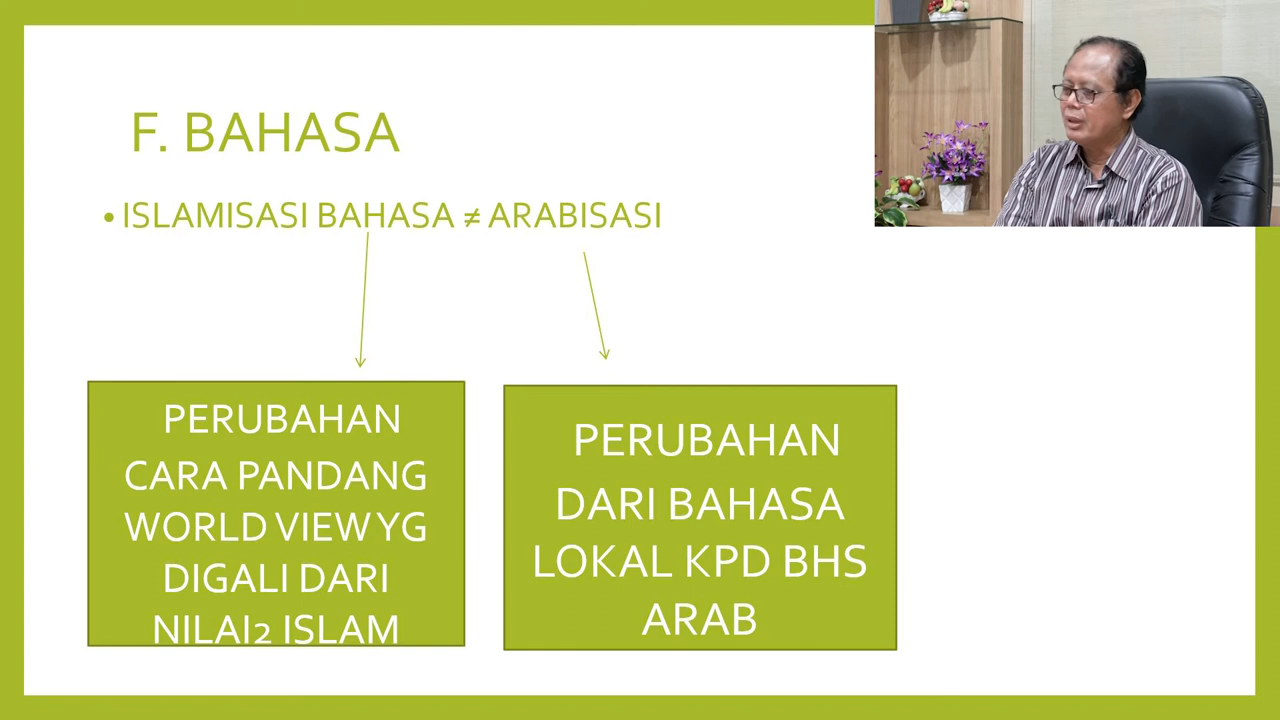 F. BAHASA
• ISLAMISASI BAHASA ≠ ARABISASI
PERUBAHAN
CARA PANDANG
WORLD VIEW YG
DIGALI DARI
NILAI2 ISLAM
PERUBAHAN
DARI BAHASA
LOKAL KPD BHS
ARAB